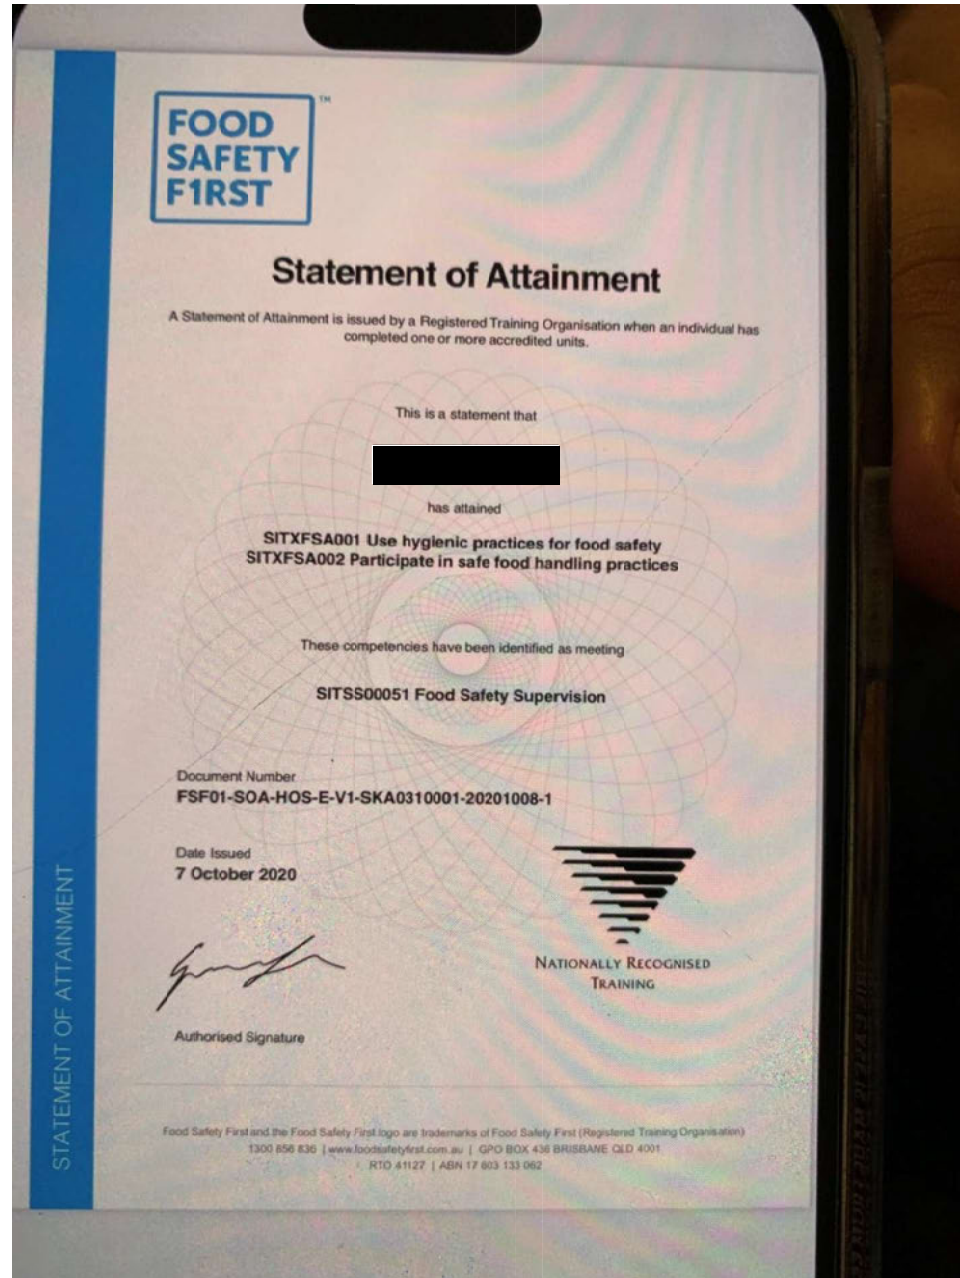 FOOD
SAFETY
F1RST
TM
Statement of Attainment
A Statement of Attainment is issued by a Registered Training Organisation when an individual has
completed one or more accredited units.
This is a statement that
has attained
SITXFSA001 Use hygienic practices for food safety
SITXFSA002 Participate in safe food handling practices
These competencies have been identified as meeting
SITSS00051 Food Safety Supervision
Document Number
FSF01-SOA-HOS-E-V1-SKA0310001-20201008-1
Date Issued
7 October 2020
NATIONALLY RECOGNISED
TRAINING
Authorised Signature
STATEMENT OF ATTAINMENT
Food Safety First and the Food Safety First logo are trademarks of Food Safety First (Registered Training Organisation)
1300 856 836 | www.foodsafetyfirst.com.au | GPO BOX 436 BRISBANE QLD 4001
RTO 41127 | ABN 17 603 133 062